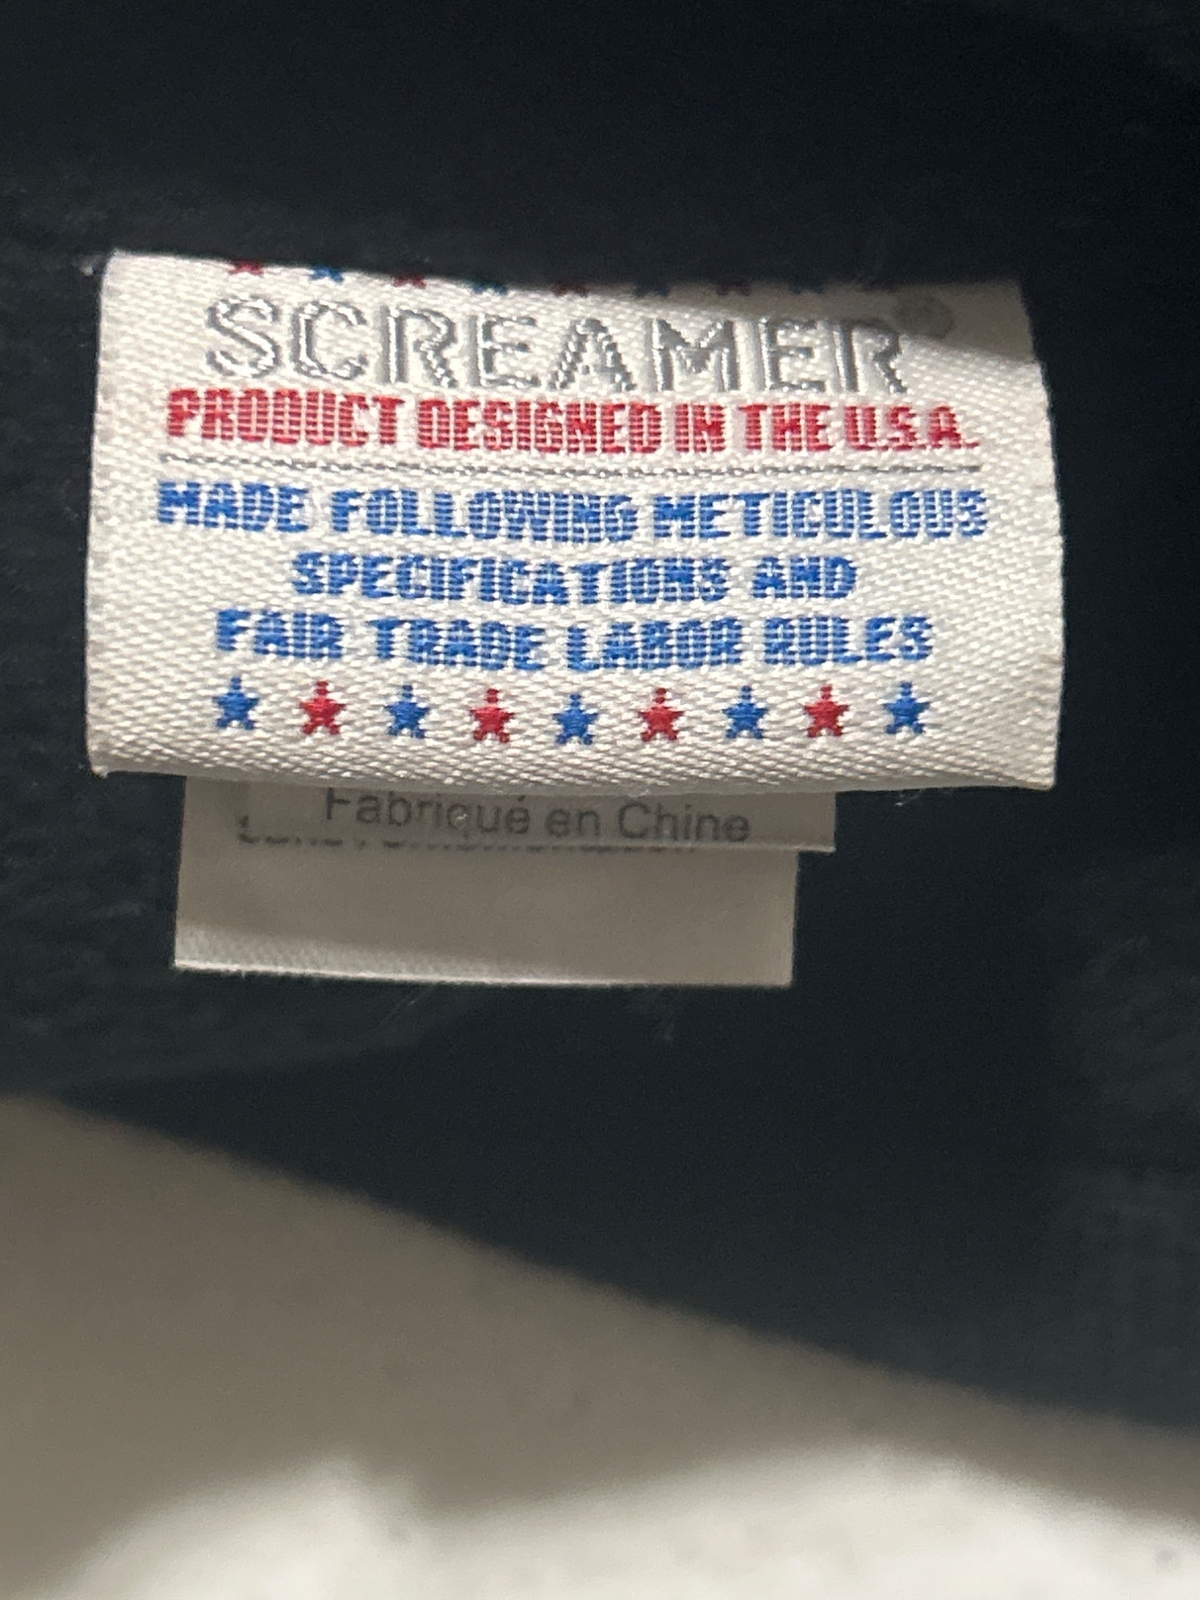 SCREAMER
PRODUCT DESIGNED IN THE U.S.A.
MADE FOLLOWING METICULOUS
SPECIFICATIONS AND
FAIR TRADE LABOR RULES
Fabriqué en Chine